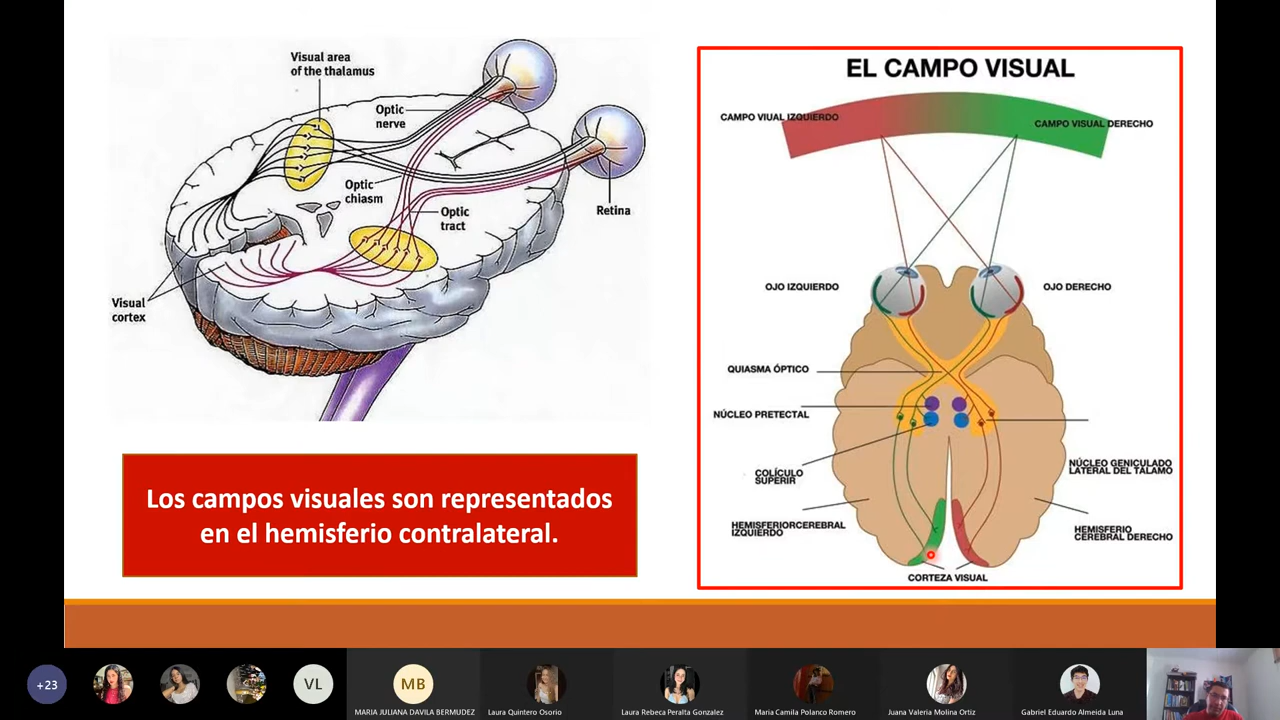 Visual area
of the thalamus
Optic
nerve
Optic
chiasm
Optic
tract
Retina
Visual
cortex
Los campos visuales son representados
en el hemisferio contralateral.
EL CAMPO VISUAL
CAMPO VIUAL IZQUIERDO
CAMPO VISUAL DERECHO
OJO IZQUIERDO
OJO DERECHO
QUIASMA ÓPTICO
NÚCLEO PRETECTAL
COLÍCULO
SUPERIR
NÚCLEO GENICULADO
LATERAL DEL TÁLAMO
HEMISFERIORCEREBRAL
IZQUIERDO
HEMISFERIO
CEREBRAL DERECHO
CORTEZA VISUAL
+23
VL
MB
MARIA JULIANA DAVILA BERMUDEZ
Laura Quintero Osorio
Laura Rebeca Peralta Gonzalez
Maria Camila Polanco Romero
Juana Valeria Molina Ortiz
Gabriel Eduardo Almeida Luna